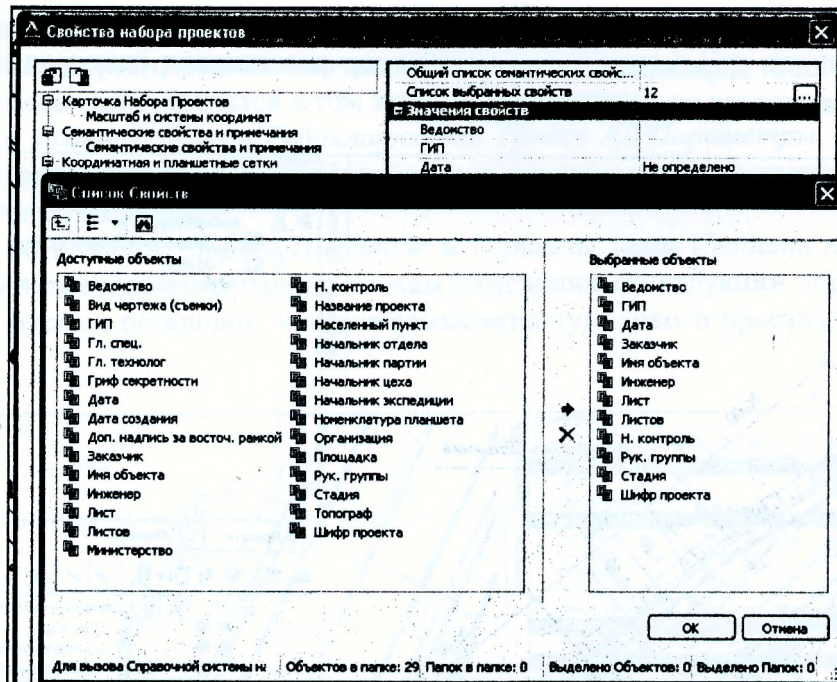 Свойства набора проектов
Общий список семантических свойс...
Список выбранных свойств 12 ...
Значения свойств
Карточка Набора Проектов
Масштаб и системы координат
Семантические свойства и примечания
Семантические свойства и примечания
Координатная и планшетные сетки
Ведомство
ГИП
Дата Не определено
Список Свойств
Доступные объекты
Ведомство
Вид чертежа (съемки)
ГИП
Гл. спец.
Гл. технолог
Гриф секретности
Дата
Дата создания
Доп. надпись за восточ. рамкой
Заказчик
Имя объекта
Инженер
Лист
Листов
Министерство
Н. контроль
Название проекта
Населенный пункт
Начальник отдела
Начальник партии
Начальник цеха
Начальник экспедиции
Номенклатура планшета
Организация
Площадка
Рук. группы
Стадия
Топограф
Шифр проекта
Выбранные объекты
Ведомство
ГИП
Дата
Заказчик
Имя объекта
Инженер
Лист
Листов
Н. контроль
Рук. группы
Стадия
Шифр проекта
OK
Отмена
Для вызова Справочной системы на Объектов в папке: 29 Папок в папке: 0 Выделено Объектов: 0 Выделено Папок: 0